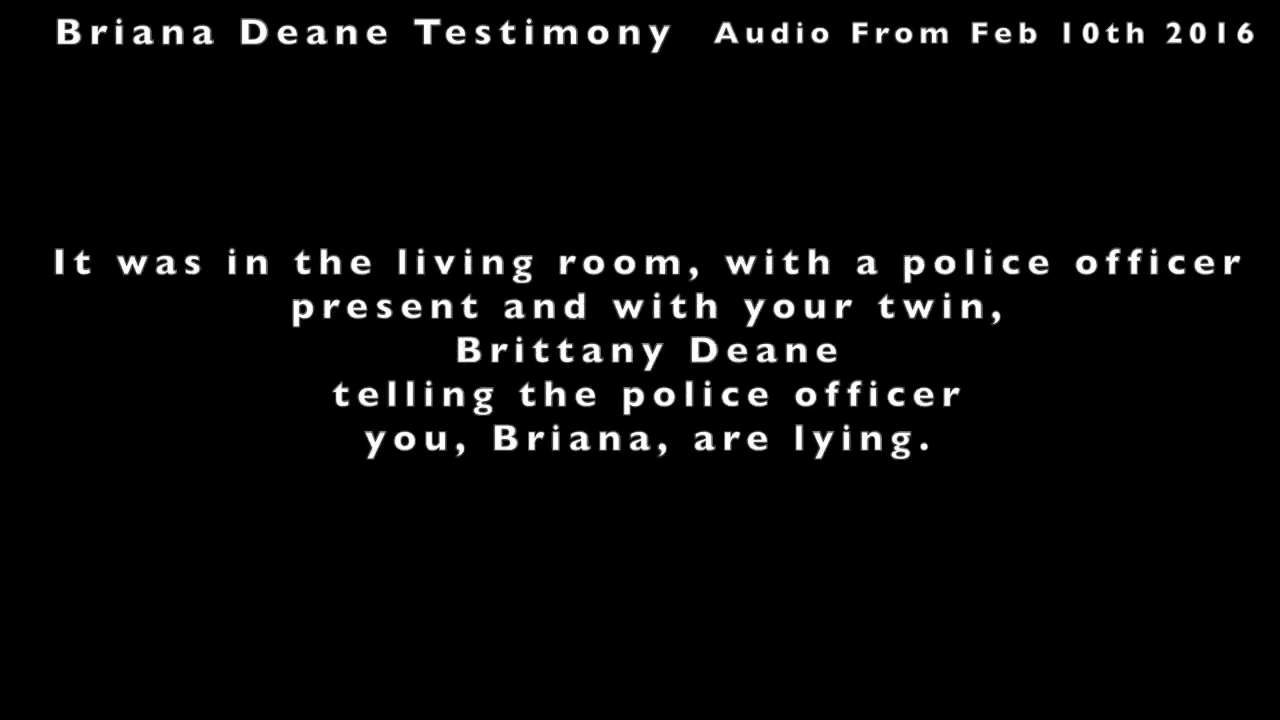 Briana Deane Testimony Audio From Feb 10th 2016
It was in the living room, with a police officer
present and with your twin,
Brittany Deane
telling the police officer
you, Briana, are lying.